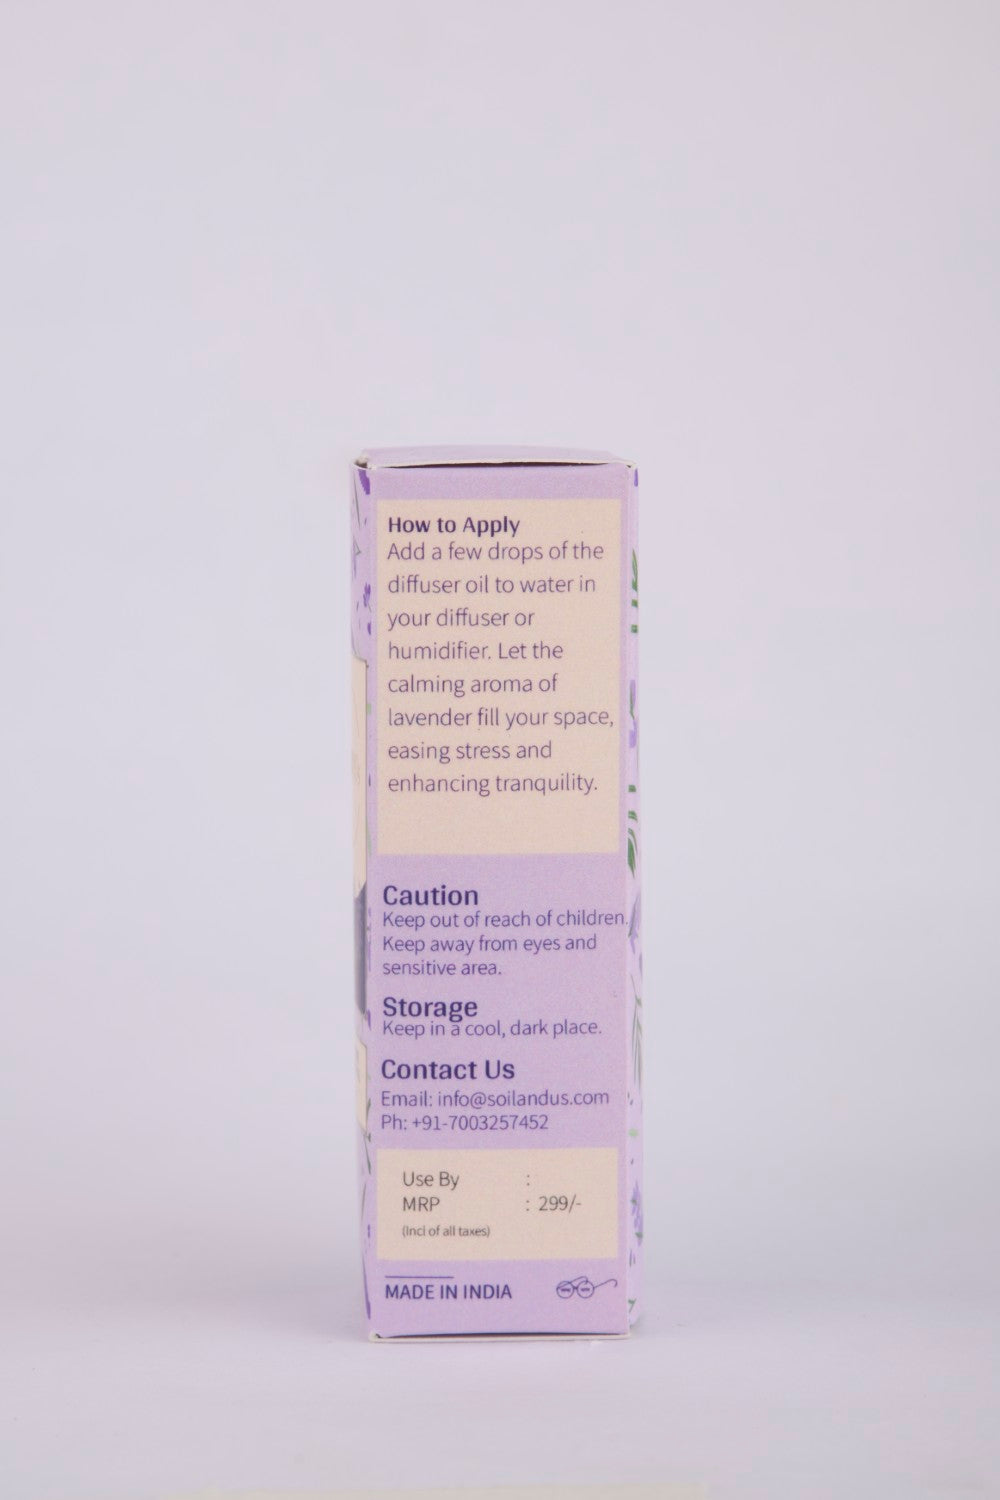 How to Apply
Add a few drops of the
diffuser oil to water in
your diffuser or
humidifier. Let the
calming aroma of
lavender fill your space,
easing stress and
enhancing tranquility.
Caution
Keep out of reach of children.
Keep away from eyes and
sensitive area.
Storage
Keep in a cool, dark place.
Contact Us
Email: info@soilandus.com
Ph: +91-7003257452
Use By :
MRP : 299/-
(Incl of all taxes)
MADE IN INDIA